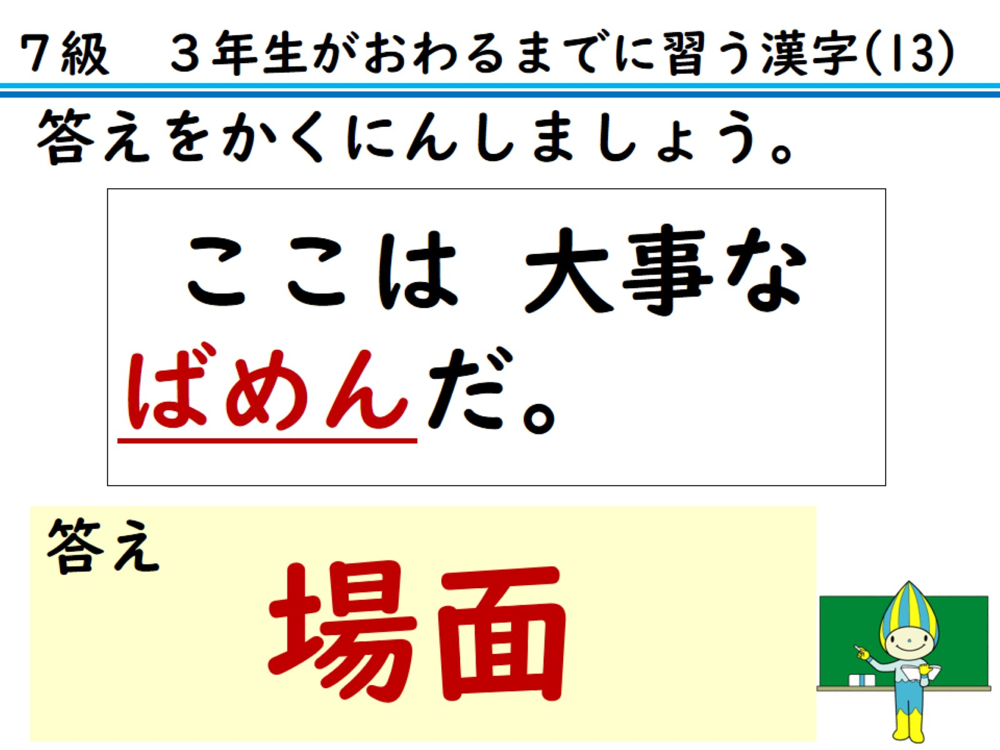 ７級　３年生がおわるまでに習う漢字(13)
答えをかくにんしましょう。
ここは 大事な
ばめんだ。
答え
場面